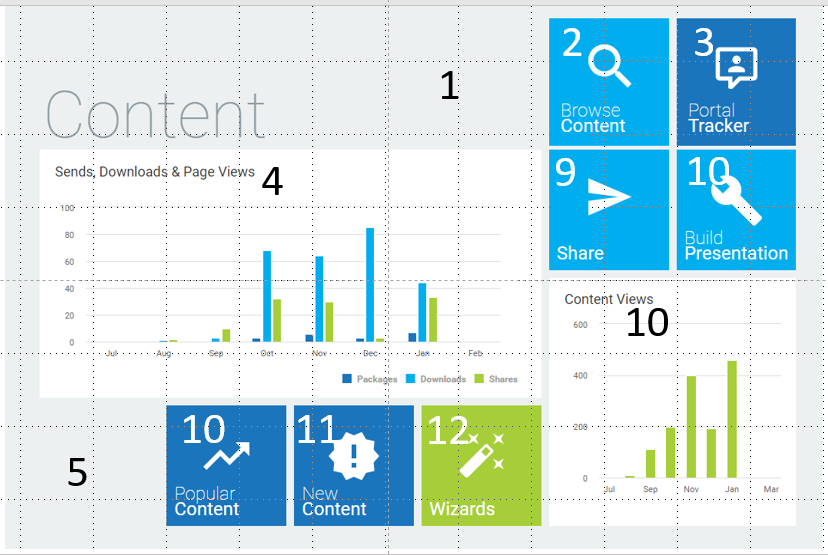 1
2
Browse
Content
3
Portal
Tracker
Content
Sends, Downloads & Page Views
4
100
80
60
40
20
0
Jul Aug Sep Oct Nov Dec Jan Feb
Packages Downloads Shares
9
Share
10
Build
Presentation
Content Views
10
600
400
200
0
Jul Sep Nov Jan Mar
5
10
Popular
Content
11
New
Content
12
Wizards